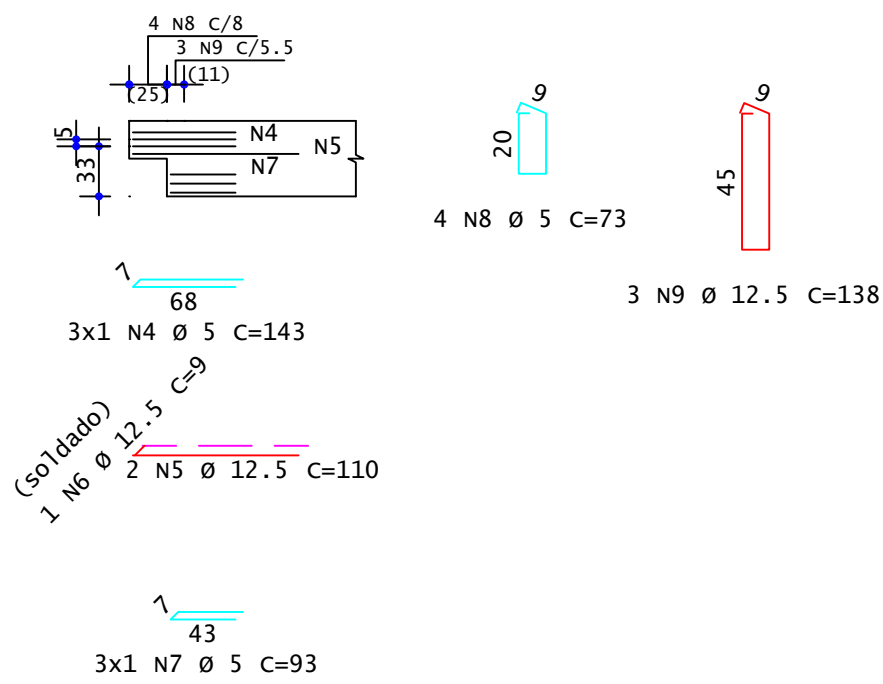 4 N8 C/8
3 N9 C/5.5
(11)
(25)
5
33
N4
N5
N7
9
20
4 N8 Ø 5 C=73
9
45
3 N9 Ø 12.5 C=138
7
68
3x1 N4 Ø 5 C=143
(soldado)
1 N6 Ø 12.5 C=9
2 N5 Ø 12.5 C=110
7
43
3x1 N7 Ø 5 C=93